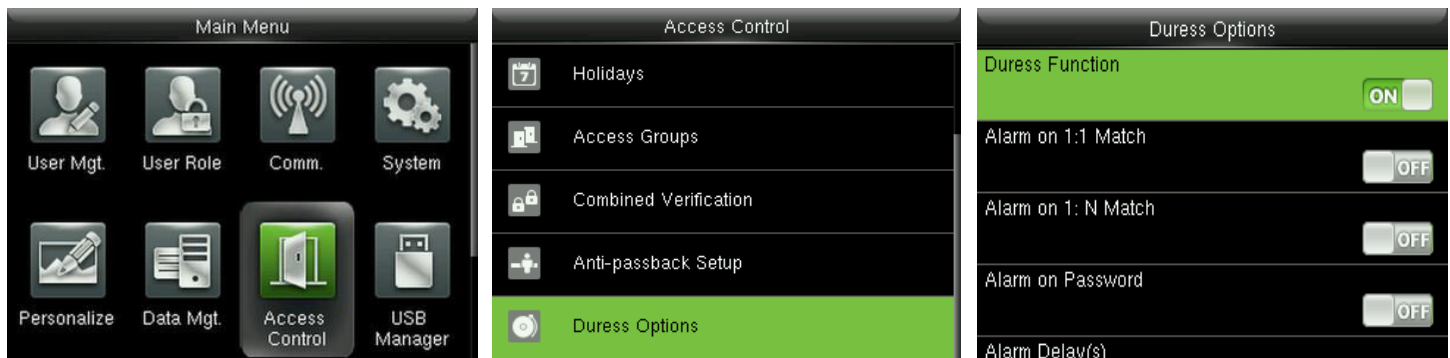 Main Menu
User Mgt.
User Role
Comm.
System
Personalize
Data Mgt.
Access
Control
USB
Manager
Access Control
7
Holidays
Access Groups
Combined Verification
Anti-passback Setup
Duress Options
Duress Options
Duress Function
ON
Alarm on 1:1 Match
OFF
Alarm on 1: N Match
OFF
Alarm on Password
OFF
Alarm Delay(s)